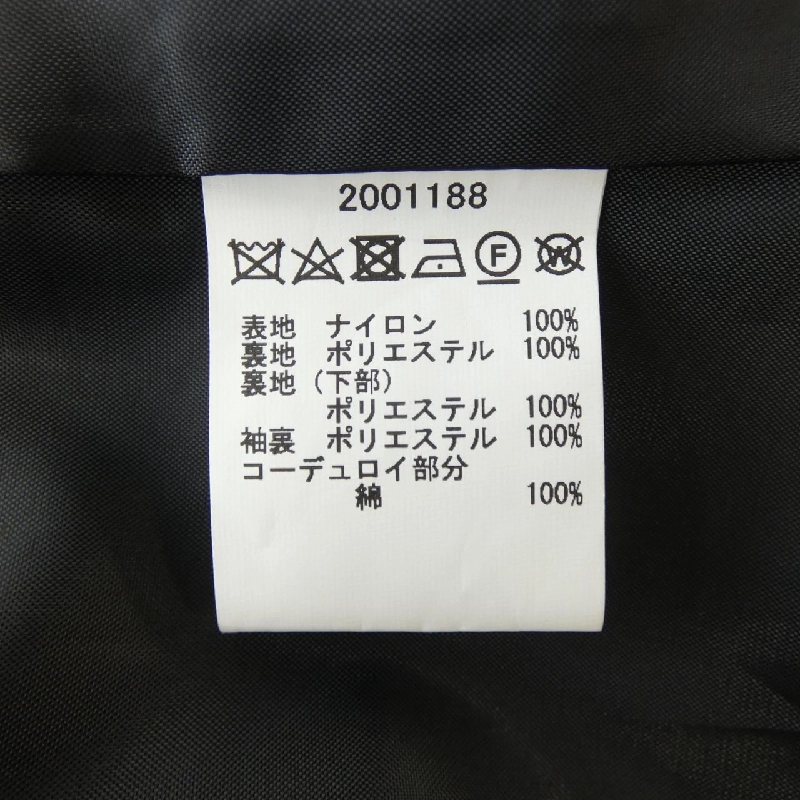 2001188
F W
表地 ナイロン 100%
裏地 ポリエステル 100%
裏地(下部)
ポリエステル 100%
袖裏 ポリエステル 100%
コーデュロイ部分
綿 100%